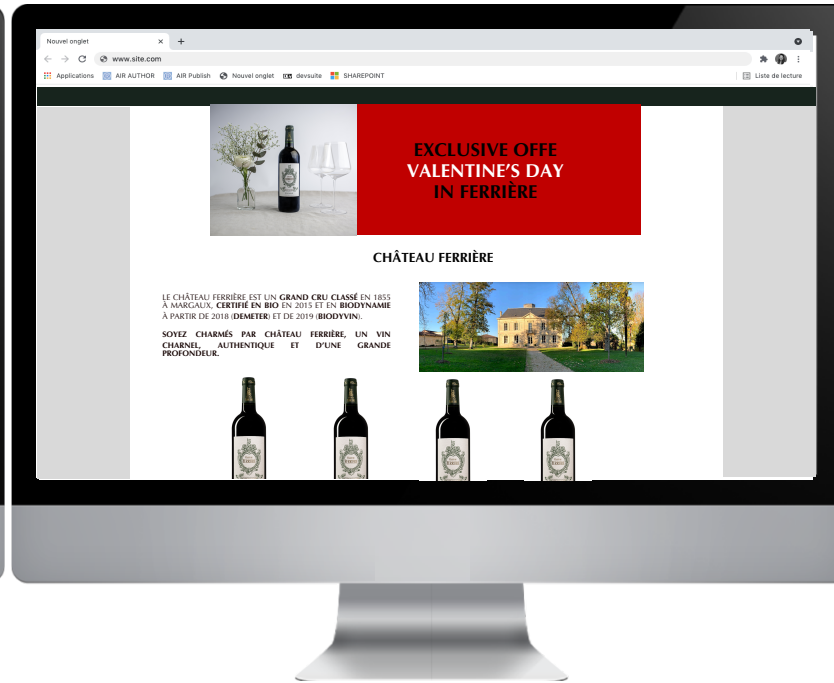 Nouvel onglet
www.site.com
Applications AIR AUTHOR AIR Publish Nouvel onglet devsuite SHAREPOINT Liste de lecture
EXCLUSIVE OFFE
VALENTINE'S DAY
IN FERRIÈRE
CHÂTEAU FERRIÈRE
LE CHÂTEAU FERRIÈRE EST UN GRAND CRU CLASSÉ EN 1855
À MARGAUX, CERTIFIÉ EN BIO EN 2015 ET EN BIODYNAMIE
À PARTIR DE 2018 (DEMETER) ET DE 2019 (BIODYVIN).
SOYEZ CHARMÉS PAR CHÂTEAU FERRIÈRE, UN VIN
CHARNEL, AUTHENTIQUE ET D'UNE GRANDE
PROFONDEUR.